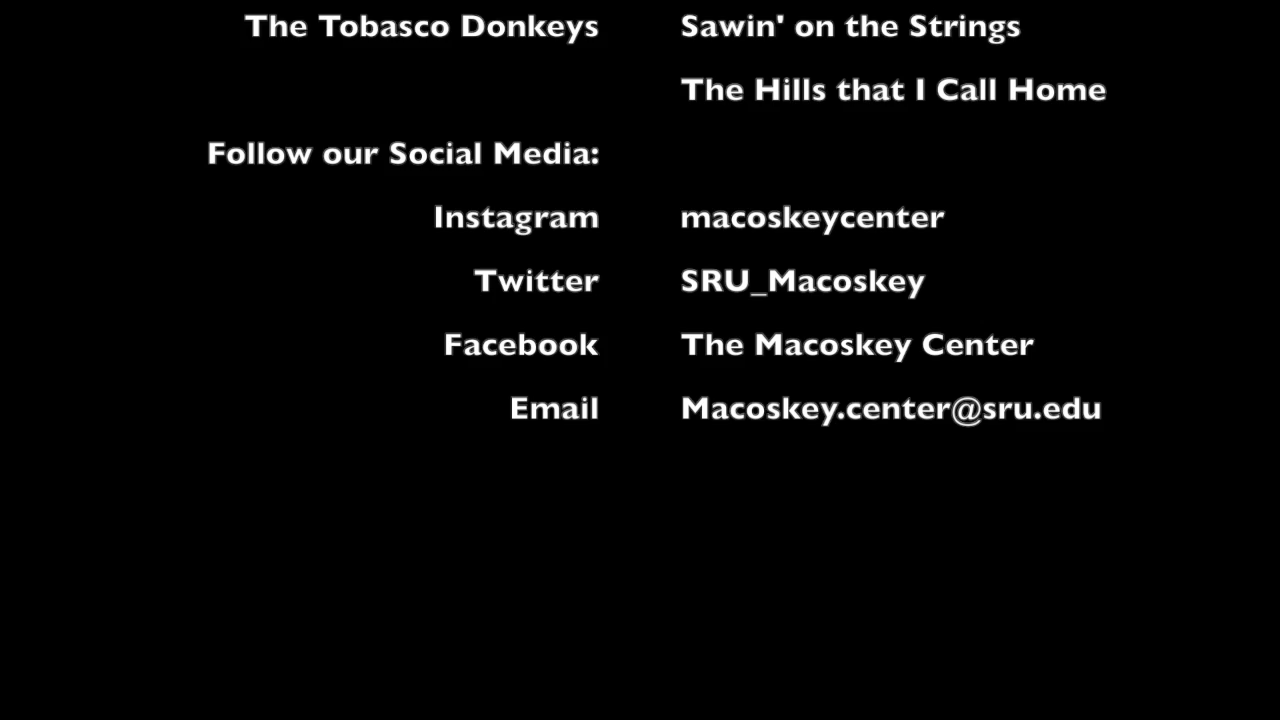 The Tobasco Donkeys Sawin' on the Strings
The Hills that I Call Home
Follow our Social Media:
Instagram macoskeycenter
Twitter SRU_Macoskey
Facebook The Macoskey Center
Email Macoskey.center@sru.edu